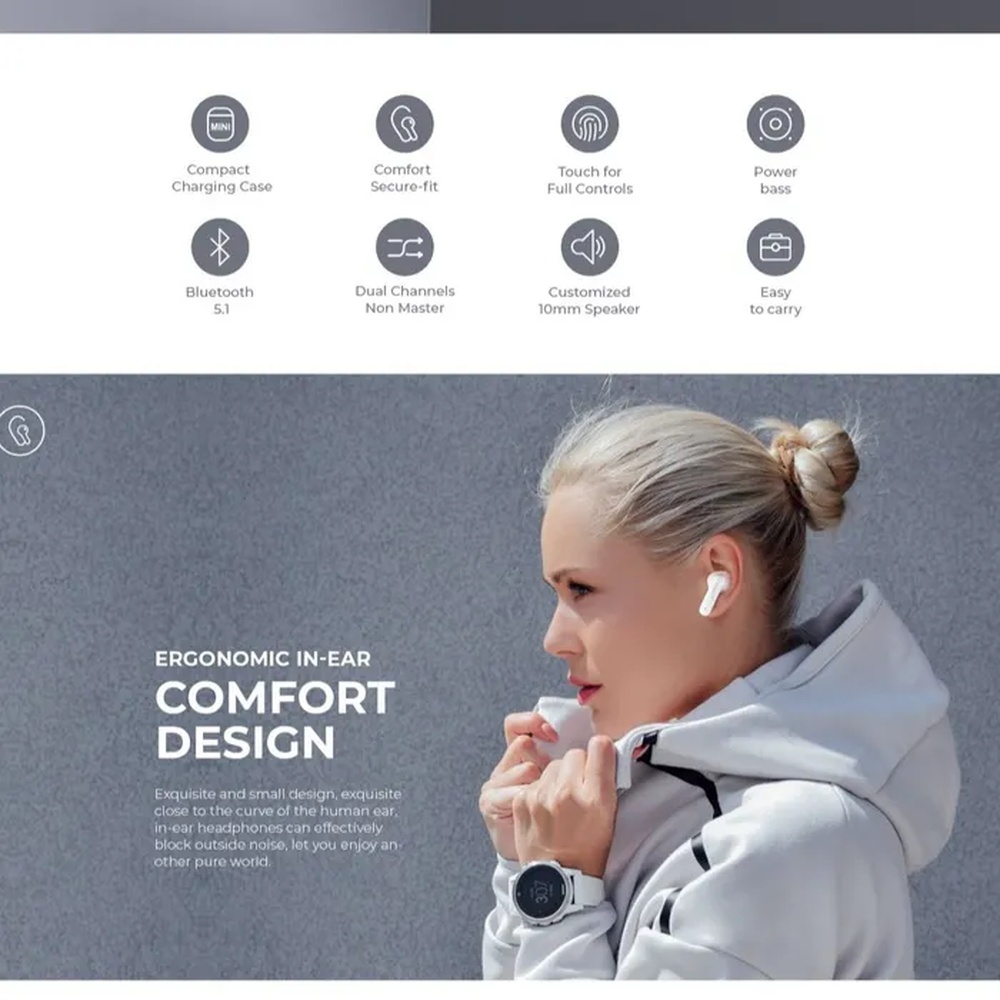 MINI
Compact
Charging Case
Comfort
Secure-fit
Touch for
Full Controls
Power
bass
Bluetooth
5.1
Dual Channels
Non Master
Customized
10mm Speaker
Easy
to carry
ERGONOMIC IN-EAR
COMFORT
DESIGN
Exquisite and small design, exquisite
close to the curve of the human ear,
in-ear headphones can effectively
block outside noise, let you enjoy an-
other pure world.
307